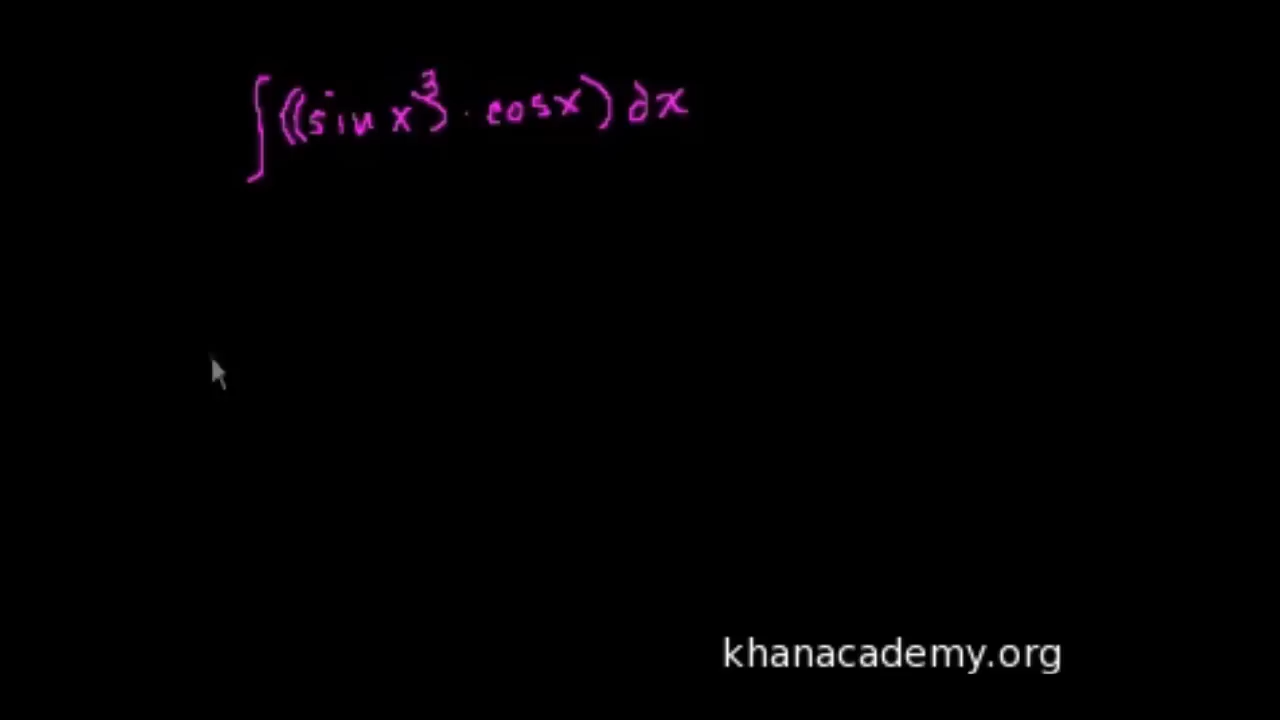 ∫((sin x)³ · cos x) dx
khanacademy.org